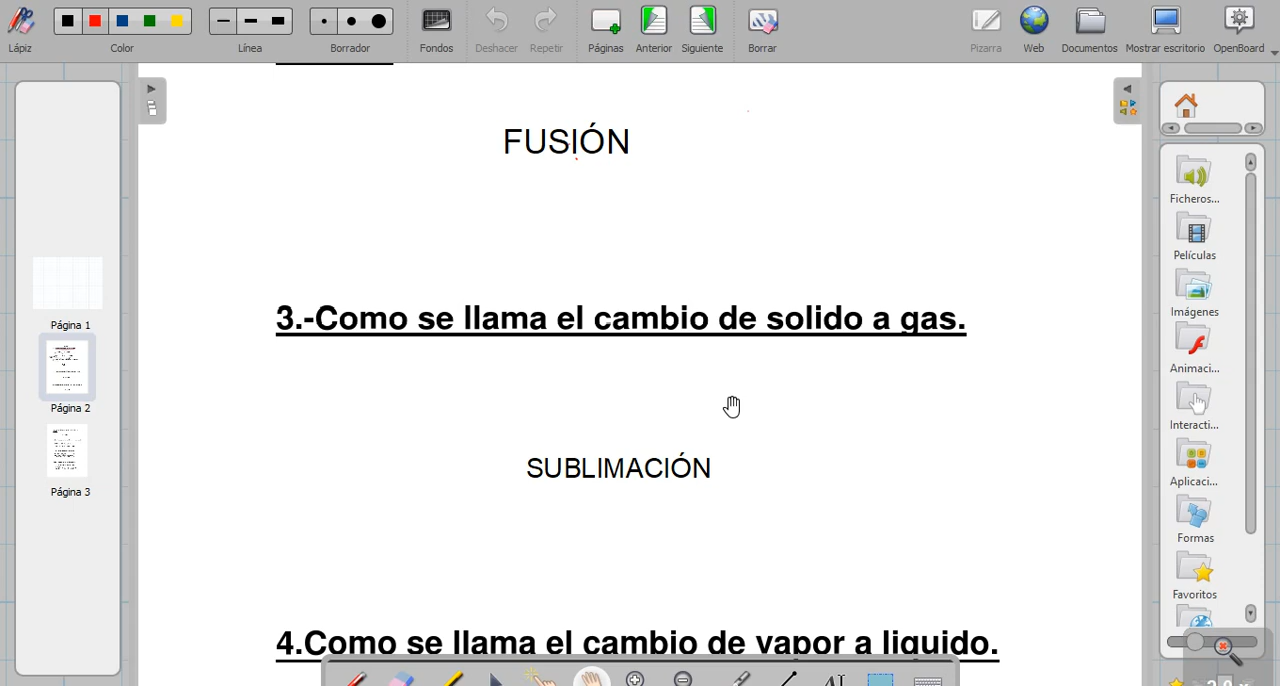 Lápiz
Color
Línea
Borrador
Fondos
Deshacer
Repetir
Páginas
Anterior
Siguiente
Borrar
Pizarra
Web
Documentos
Mostrar escritorio
OpenBoard
FUSIÓN
3.-Como se llama el cambio de solido a gas.
SUBLIMACIÓN
4.Como se llama el cambio de vapor a liquido.
Página 1
Página 2
Página 3
Ficheros...
Películas
Imágenes
Animaci...
Interacti...
Aplicaci...
Formas
Favoritos